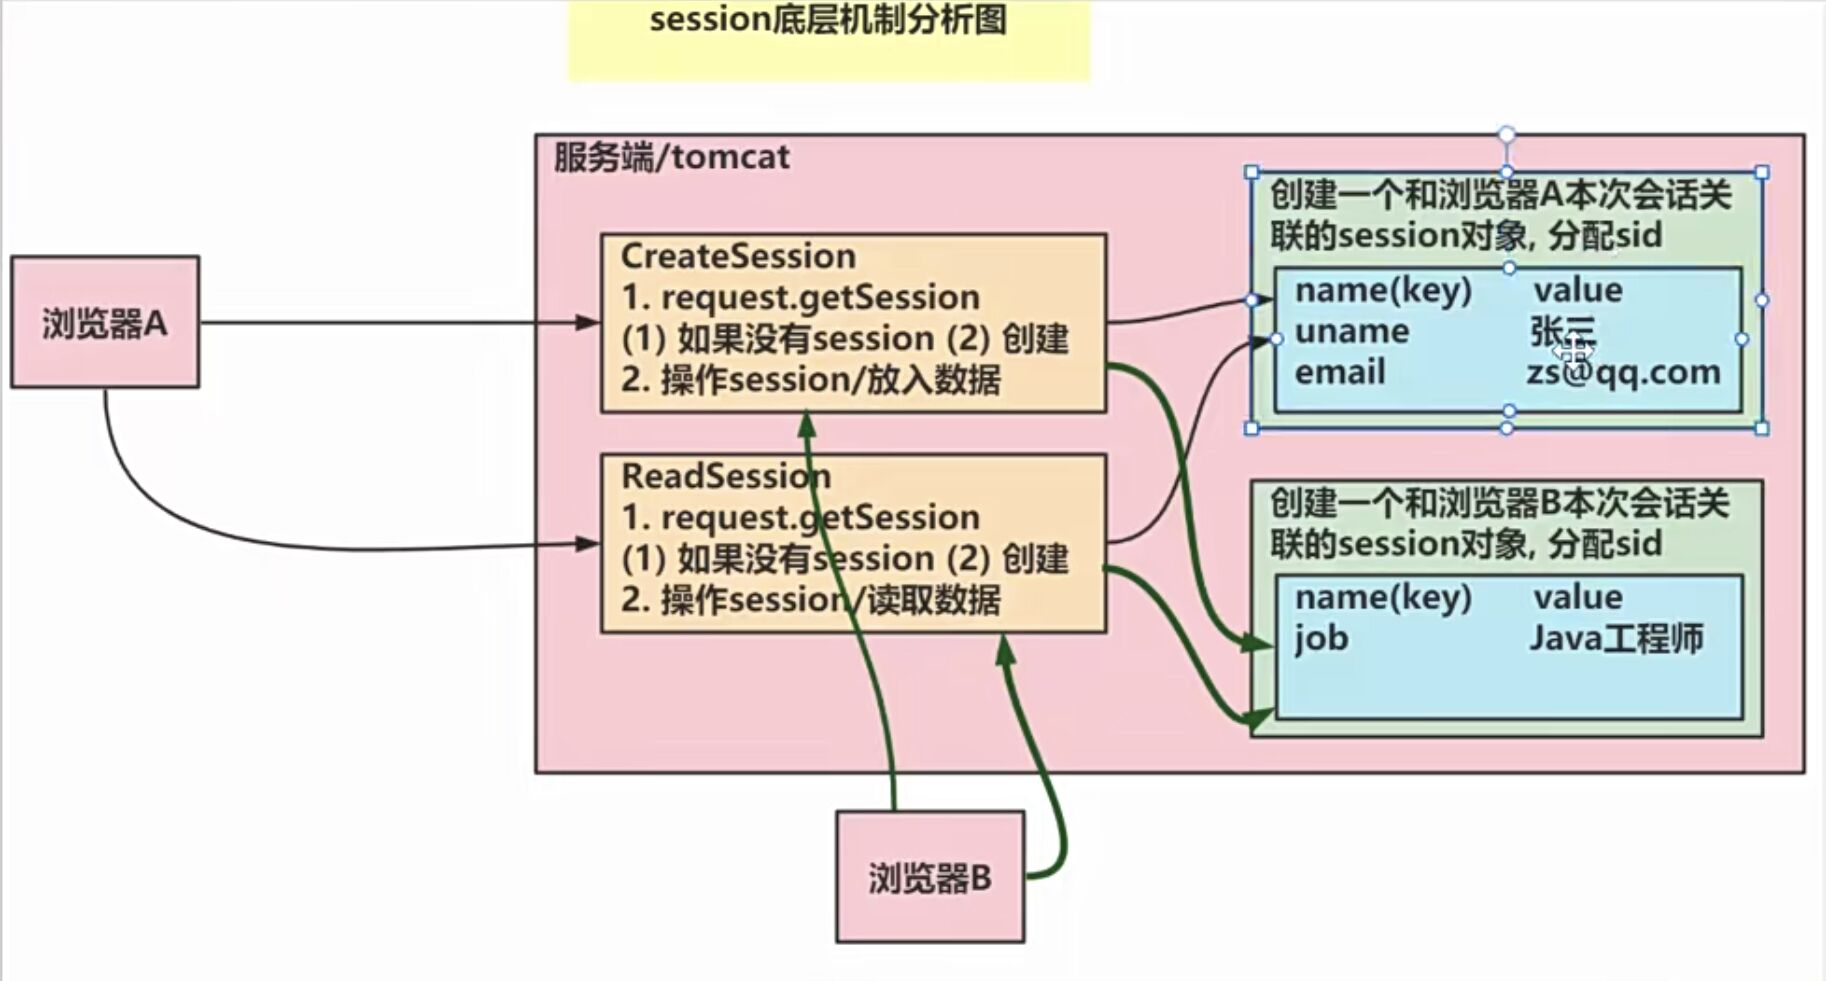 session底层机制分析图
服务端/tomcat
浏览器A
CreateSession
1. request.getSession
(1) 如果没有session (2) 创建
2. 操作session/放入数据
ReadSession
1. request.getSession
(1) 如果没有session (2) 创建
2. 操作session/读取数据
创建一个和浏览器A本次会话关
联的session对象, 分配sid
name(key) value
uname 张三
email zs@qq.com
创建一个和浏览器B本次会话关
联的session对象, 分配sid
name(key) value
job Java工程师
浏览器B